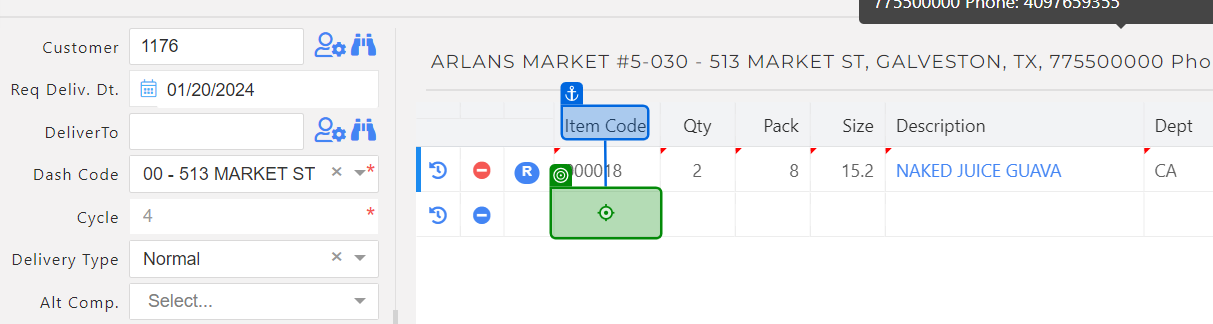 775500000 Phone: 4097659355
Customer 1176
Req Deliv. Dt. 01/20/2024
DeliverTo
Dash Code 00 - 513 MARKET ST × *
Cycle 4 *
Delivery Type Normal ×
Alt Comp. Select...
ARLANS MARKET #5-030 - 513 MARKET ST, GALVESTON, TX, 775500000 Pho
Item Code Qty Pack Size Description Dept
R 000018 2 8 15.2 NAKED JUICE GUAVA CA